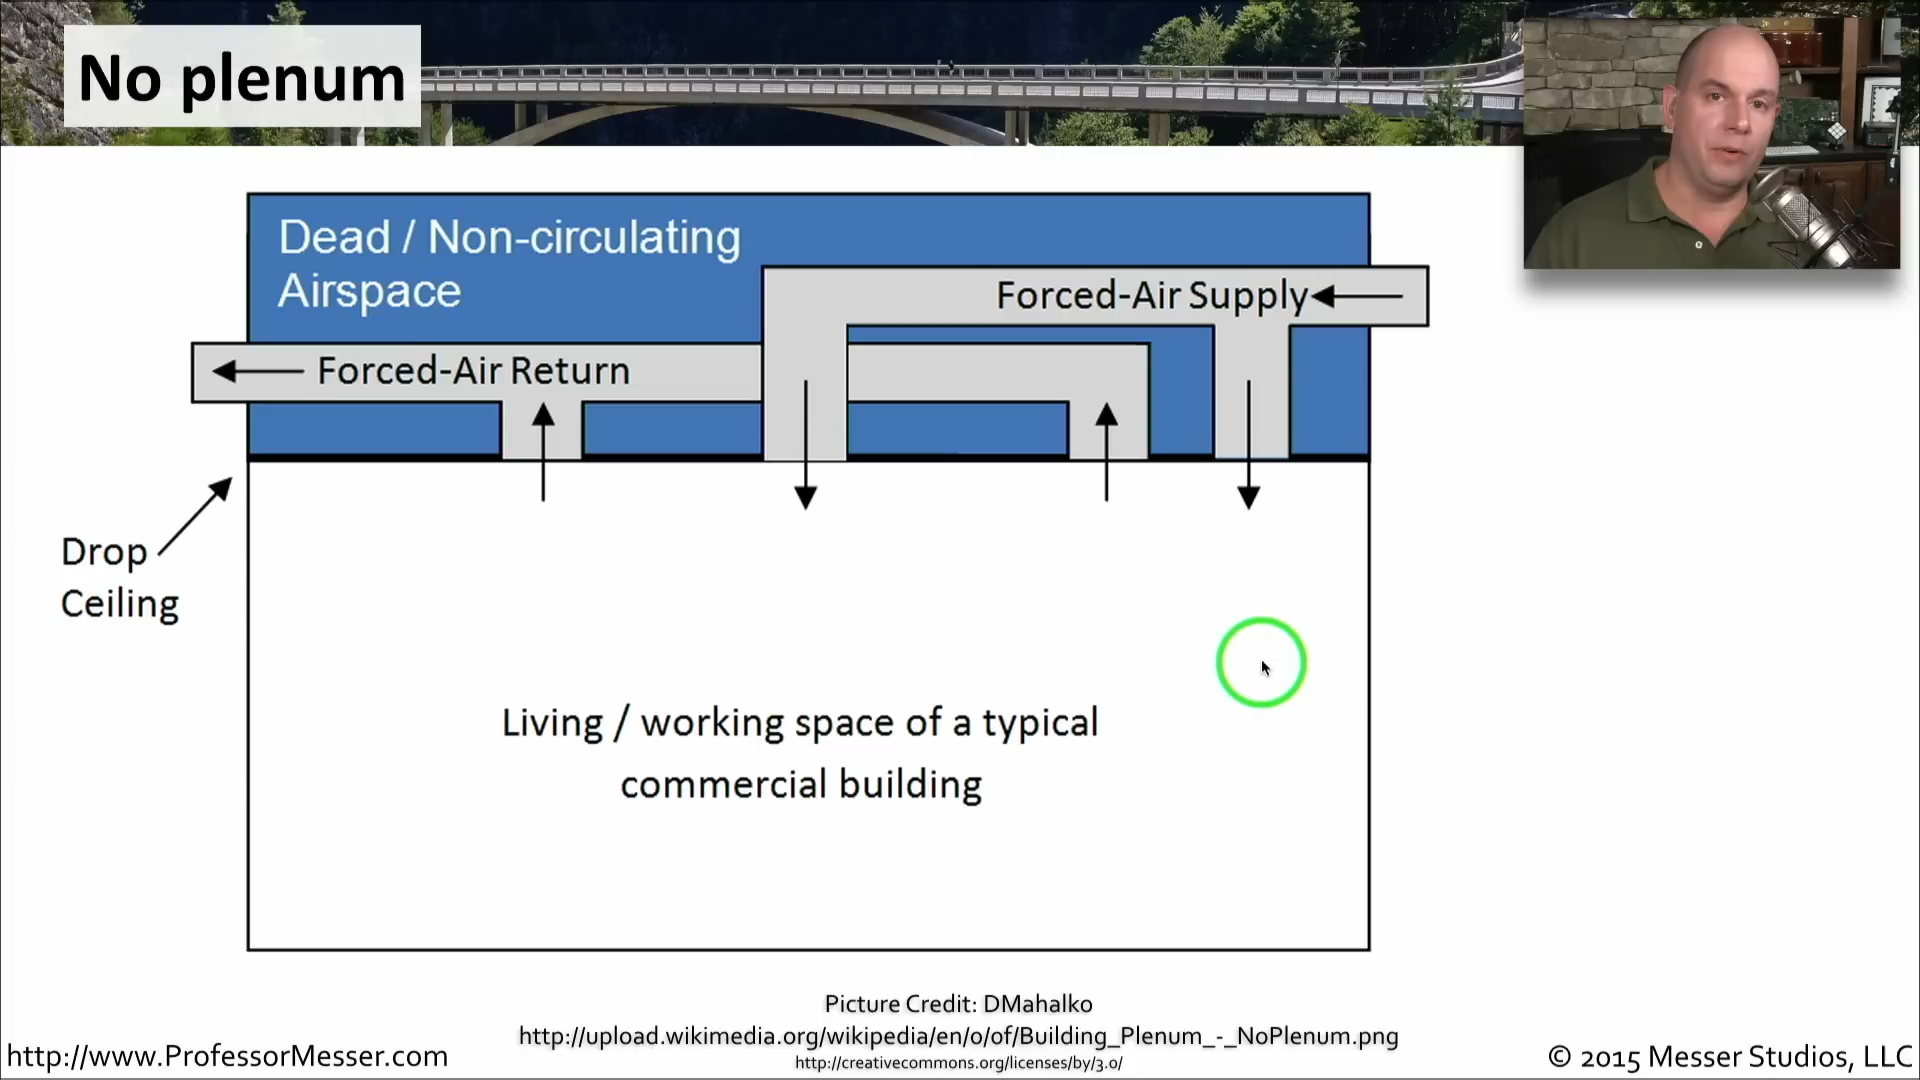 No plenum
Dead / Non-circulating
Airspace
Forced-Air Supply
Forced-Air Return
Drop
Ceiling
Living / working space of a typical
commercial building
Picture Credit: DMahalko
http://upload.wikimedia.org/wikipedia/en/0/0f/Building_Plenum_-_NoPlenum.png
http://creativecommons.org/licenses/by/3.0/
http://www.ProfessorMesser.com
© 2015 Messer Studios, LLC